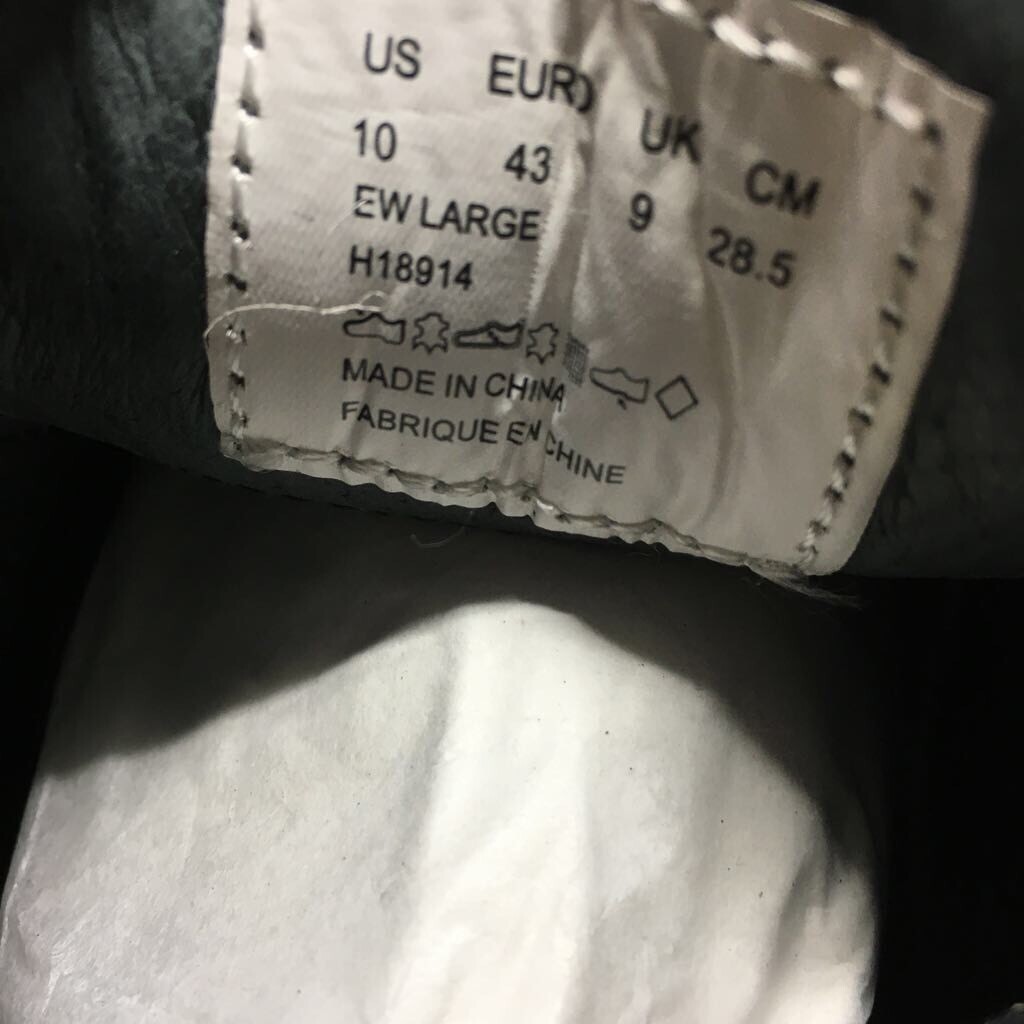 US EURO UK CM
10 43 9 28.5
EW LARGE
H18914
MADE IN CHINA
FABRIQUE EN CHINE